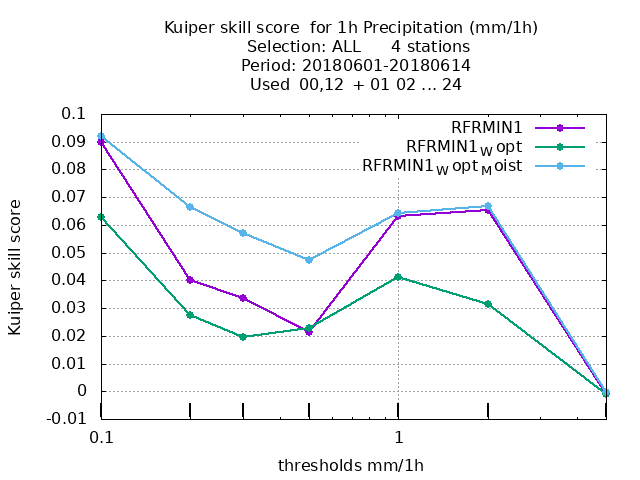 Kuiper skill score  for 1h Precipitation (mm/1h)
Selection: ALL      4 stations
Period: 20180601-20180614
Used  00,12  + 01 02 ... 24
0.1
0.09
0.08
0.07
0.06
0.05
0.04
0.03
0.02
0.01
0
-0.01
Kuiper skill score
RFRMIN1
RFRMIN1Wopt
RFRMIN1WoptMoist
0.1 1
thresholds mm/1h